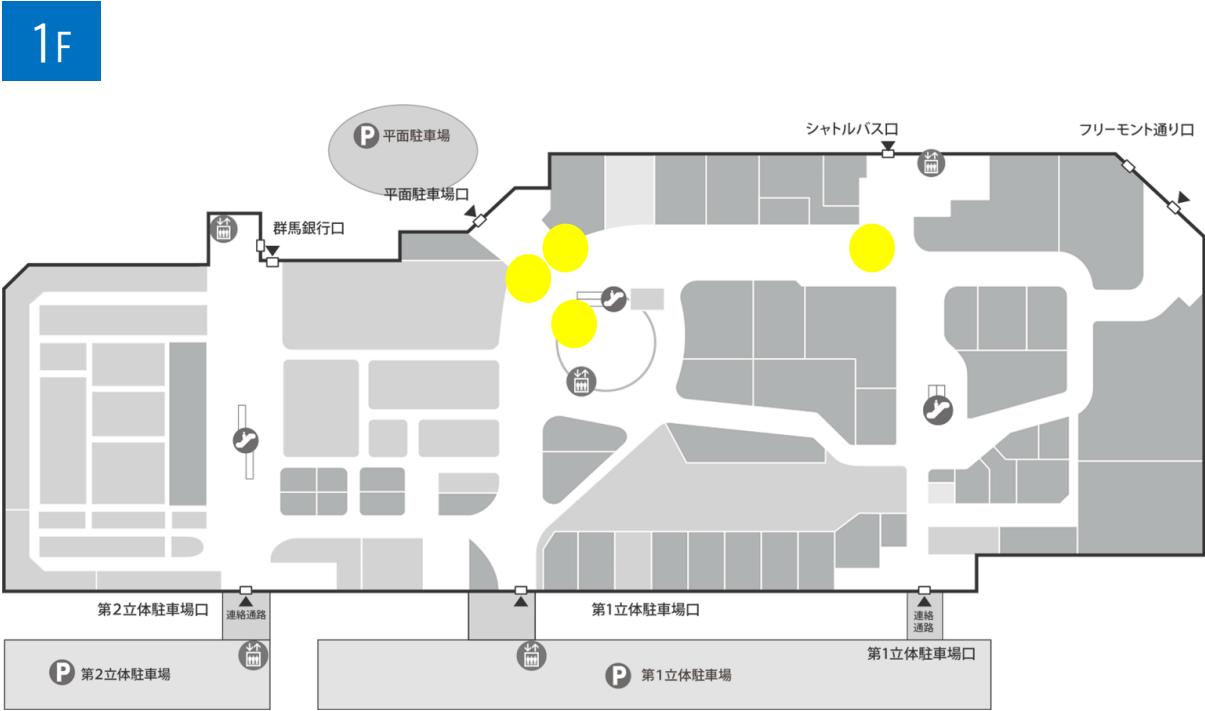 1F
P 平面駐車場
シャトルバス口
フリーモント通り口
平面駐車場口
群馬銀行口
第2立体駐車場口
連絡通路
第1立体駐車場口
連絡
通路
第1立体駐車場口
P 第2立体駐車場
P 第1立体駐車場